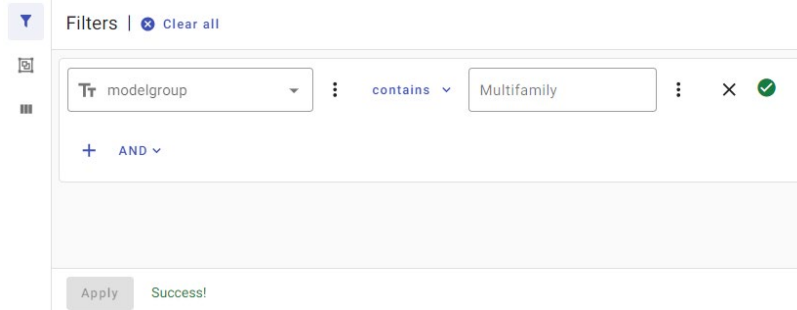 Filters | Clear all
Tт modelgroup contains Multifamily
+ AND
Apply Success!